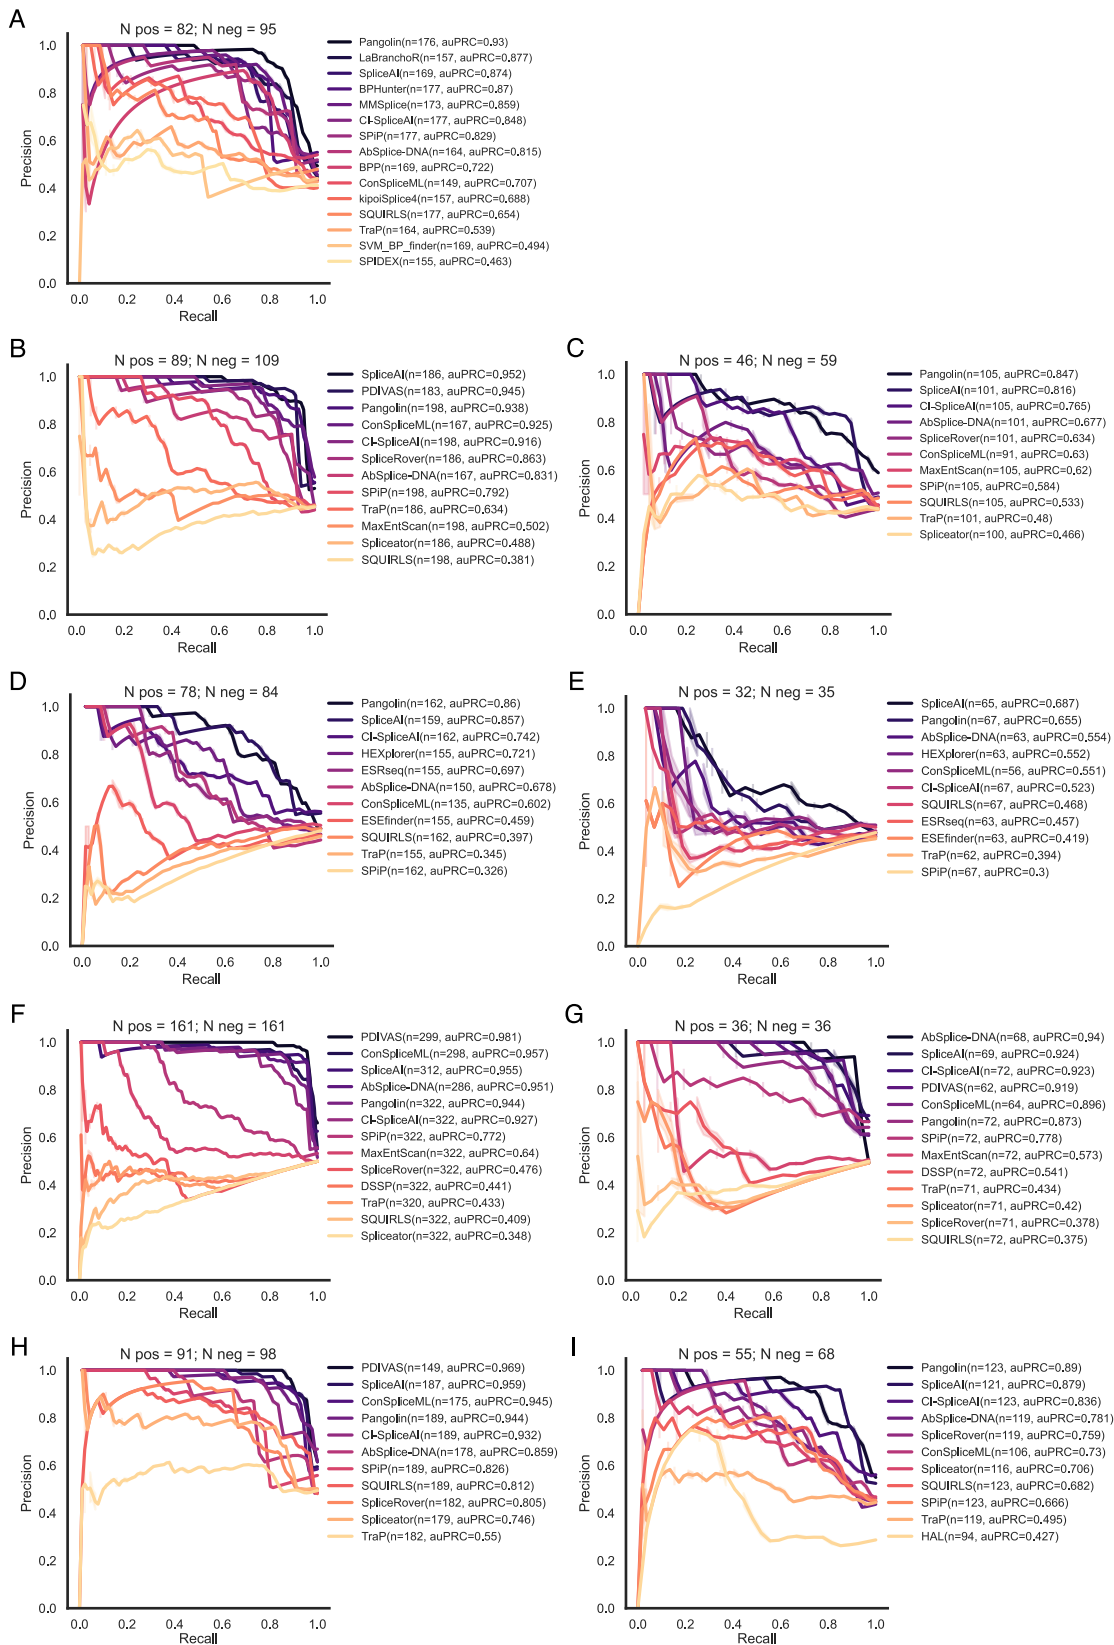 A
N pos = 82; N neg = 95
1.0
0.8
0.6
0.4
0.2
0.0
Precision
0.0 0.2 0.4 0.6 0.8 1.0
Recall
Pangolin(n=176, auPRC=0.93)
LaBranchoR(n=157, auPRC=0.877)
SpliceAI(n=169, auPRC=0.874)
BPHunter(n=177, auPRC=0.87)
MMSplice(n=173, auPRC=0.859)
CI-SpliceAI(n=177, auPRC=0.848)
SPiP(n=177, auPRC=0.829)
AbSplice-DNA(n=164, auPRC=0.815)
BPP(n=169, auPRC=0.722)
ConSpliceML(n=149, auPRC=0.707)
kipoiSplice4(n=157, auPRC=0.688)
SQUIRLS(n=177, auPRC=0.654)
TraP(n=164, auPRC=0.539)
SVM_BP_finder(n=169, auPRC=0.494)
SPIDEX(n=155, auPRC=0.463)
B
N pos = 89; N neg = 109
1.0
0.8
0.6
0.4
0.2
0.0
Precision
0.0 0.2 0.4 0.6 0.8 1.0
Recall
SpliceAI(n=186, auPRC=0.952)
PDIVAS(n=183, auPRC=0.945)
Pangolin(n=198, auPRC=0.938)
ConSpliceML(n=167, auPRC=0.925)
CI-SpliceAI(n=198, auPRC=0.916)
SpliceRover(n=186, auPRC=0.863)
AbSplice-DNA(n=167, auPRC=0.831)
SPiP(n=198, auPRC=0.792)
TraP(n=186, auPRC=0.634)
MaxEntScan(n=198, auPRC=0.502)
Spliceator(n=186, auPRC=0.488)
SQUIRLS(n=198, auPRC=0.381)
C
N pos = 46; N neg = 59
1.0
0.8
0.6
0.4
0.2
0.0
Precision
0.0 0.2 0.4 0.6 0.8 1.0
Recall
Pangolin(n=105, auPRC=0.847)
SpliceAI(n=101, auPRC=0.816)
CI-SpliceAI(n=105, auPRC=0.765)
AbSplice-DNA(n=101, auPRC=0.677)
SpliceRover(n=101, auPRC=0.634)
ConSpliceML(n=91, auPRC=0.63)
MaxEntScan(n=105, auPRC=0.62)
SPiP(n=105, auPRC=0.584)
SQUIRLS(n=105, auPRC=0.533)
TraP(n=101, auPRC=0.48)
Spliceator(n=100, auPRC=0.466)
D
N pos = 78; N neg = 84
1.0
0.8
0.6
0.4
0.2
0.0
Precision
0.0 0.2 0.4 0.6 0.8 1.0
Recall
Pangolin(n=162, auPRC=0.86)
SpliceAI(n=159, auPRC=0.857)
CI-SpliceAI(n=162, auPRC=0.742)
HEXplorer(n=155, auPRC=0.721)
ESRseq(n=155, auPRC=0.697)
AbSplice-DNA(n=150, auPRC=0.678)
ConSpliceML(n=135, auPRC=0.602)
ESEfinder(n=155, auPRC=0.459)
SQUIRLS(n=162, auPRC=0.397)
TraP(n=155, auPRC=0.345)
SPiP(n=162, auPRC=0.326)
E
N pos = 32; N neg = 35
1.0
0.8
0.6
0.4
0.2
0.0
Precision
0.0 0.2 0.4 0.6 0.8 1.0
Recall
SpliceAI(n=65, auPRC=0.687)
Pangolin(n=67, auPRC=0.655)
AbSplice-DNA(n=63, auPRC=0.554)
HEXplorer(n=63, auPRC=0.552)
ConSpliceML(n=56, auPRC=0.551)
CI-SpliceAI(n=67, auPRC=0.523)
SQUIRLS(n=67, auPRC=0.468)
ESRseq(n=63, auPRC=0.457)
ESEfinder(n=63, auPRC=0.419)
TraP(n=62, auPRC=0.394)
SPiP(n=67, auPRC=0.3)
F
N pos = 161; N neg = 161
1.0
0.8
0.6
0.4
0.2
0.0
Precision
0.0 0.2 0.4 0.6 0.8 1.0
Recall
PDIVAS(n=299, auPRC=0.981)
ConSpliceML(n=298, auPRC=0.957)
SpliceAI(n=312, auPRC=0.955)
AbSplice-DNA(n=286, auPRC=0.951)
Pangolin(n=322, auPRC=0.944)
CI-SpliceAI(n=322, auPRC=0.927)
SPiP(n=322, auPRC=0.772)
MaxEntScan(n=322, auPRC=0.64)
SpliceRover(n=322, auPRC=0.476)
DSSP(n=322, auPRC=0.441)
TraP(n=320, auPRC=0.433)
SQUIRLS(n=322, auPRC=0.409)
Spliceator(n=322, auPRC=0.348)
G
N pos = 36; N neg = 36
1.0
0.8
0.6
0.4
0.2
0.0
Precision
0.0 0.2 0.4 0.6 0.8 1.0
Recall
AbSplice-DNA(n=68, auPRC=0.94)
SpliceAI(n=69, auPRC=0.924)
CI-SpliceAI(n=72, auPRC=0.923)
PDIVAS(n=62, auPRC=0.919)
ConSpliceML(n=64, auPRC=0.896)
Pangolin(n=72, auPRC=0.873)
SPiP(n=72, auPRC=0.778)
MaxEntScan(n=72, auPRC=0.573)
DSSP(n=72, auPRC=0.541)
TraP(n=71, auPRC=0.434)
Spliceator(n=71, auPRC=0.42)
SpliceRover(n=71, auPRC=0.378)
SQUIRLS(n=72, auPRC=0.375)
H
N pos = 91; N neg = 98
1.0
0.8
0.6
0.4
0.2
0.0
Precision
0.0 0.2 0.4 0.6 0.8 1.0
Recall
PDIVAS(n=149, auPRC=0.969)
SpliceAI(n=187, auPRC=0.959)
ConSpliceML(n=175, auPRC=0.945)
Pangolin(n=189, auPRC=0.944)
CI-SpliceAI(n=189, auPRC=0.932)
AbSplice-DNA(n=178, auPRC=0.859)
SPiP(n=189, auPRC=0.826)
SQUIRLS(n=189, auPRC=0.812)
SpliceRover(n=182, auPRC=0.805)
Spliceator(n=179, auPRC=0.746)
TraP(n=182, auPRC=0.55)
I
N pos = 55; N neg = 68
1.0
0.8
0.6
0.4
0.2
0.0
Precision
0.0 0.2 0.4 0.6 0.8 1.0
Recall
Pangolin(n=123, auPRC=0.89)
SpliceAI(n=121, auPRC=0.879)
CI-SpliceAI(n=123, auPRC=0.836)
AbSplice-DNA(n=119, auPRC=0.781)
SpliceRover(n=119, auPRC=0.759)
ConSpliceML(n=106, auPRC=0.73)
Spliceator(n=116, auPRC=0.706)
SQUIRLS(n=123, auPRC=0.682)
SPiP(n=123, auPRC=0.666)
TraP(n=119, auPRC=0.495)
HAL(n=94, auPRC=0.427)